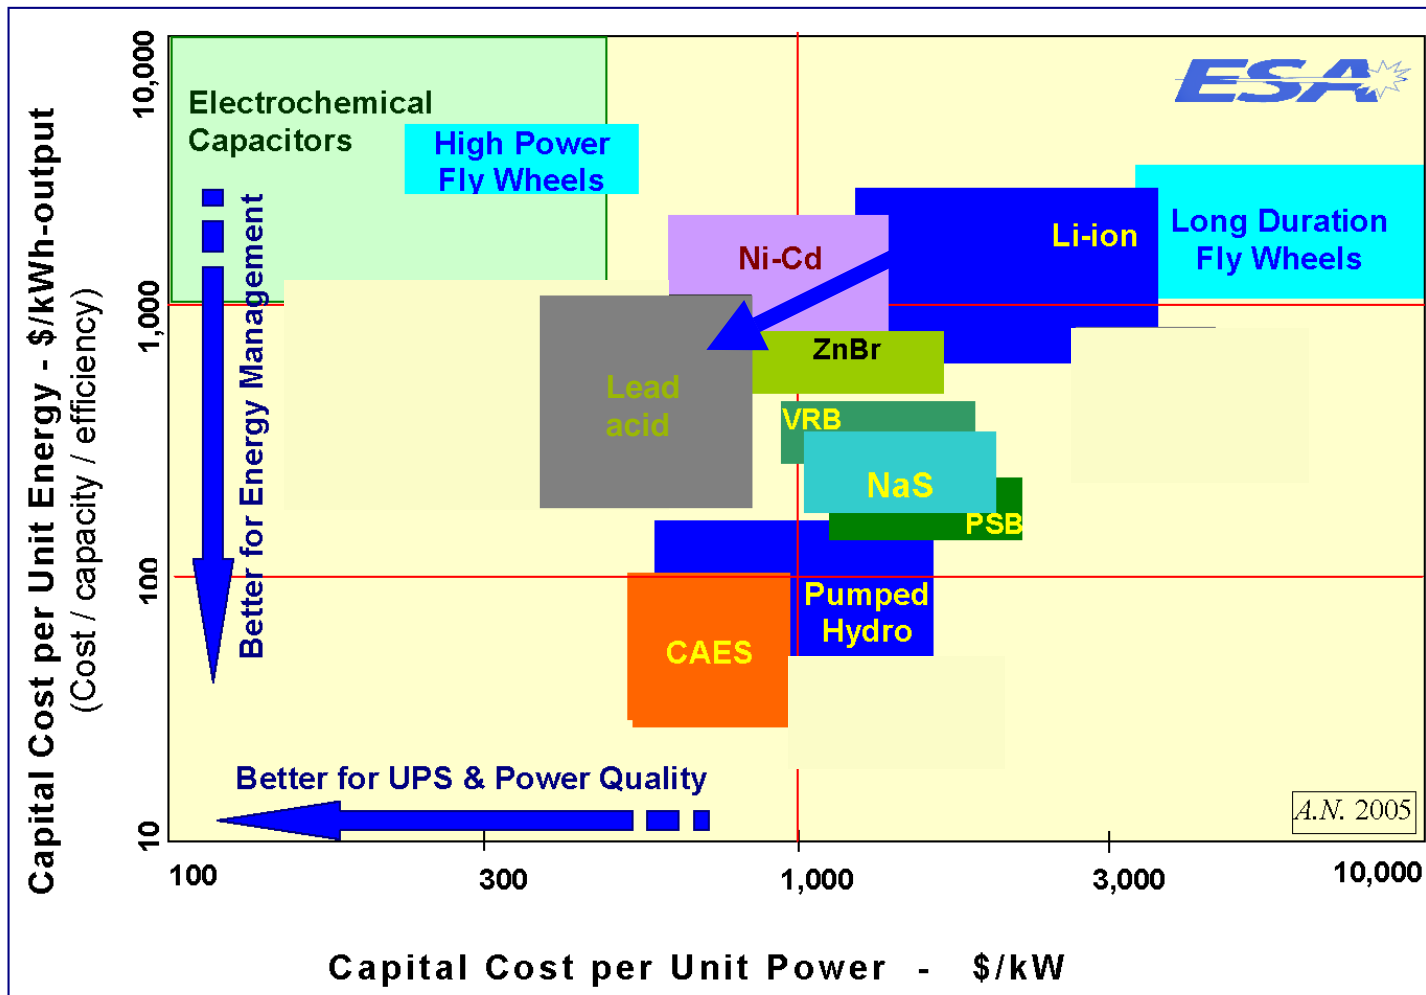 10,000
1,000
100
10
Capital Cost per Unit Energy - $/kWh-output
(Cost / capacity / efficiency)
Electrochemical
Capacitors
High Power
Fly Wheels
ESA
Long Duration
Fly Wheels
Li-ion
Ni-Cd
ZnBr
Lead
acid
VRB
NaS
PSB
Pumped
Hydro
CAES
Better for Energy Management
Better for UPS & Power Quality
A.N. 2005
100
300
1,000
3,000
10,000
Capital Cost per Unit Power - $/kW